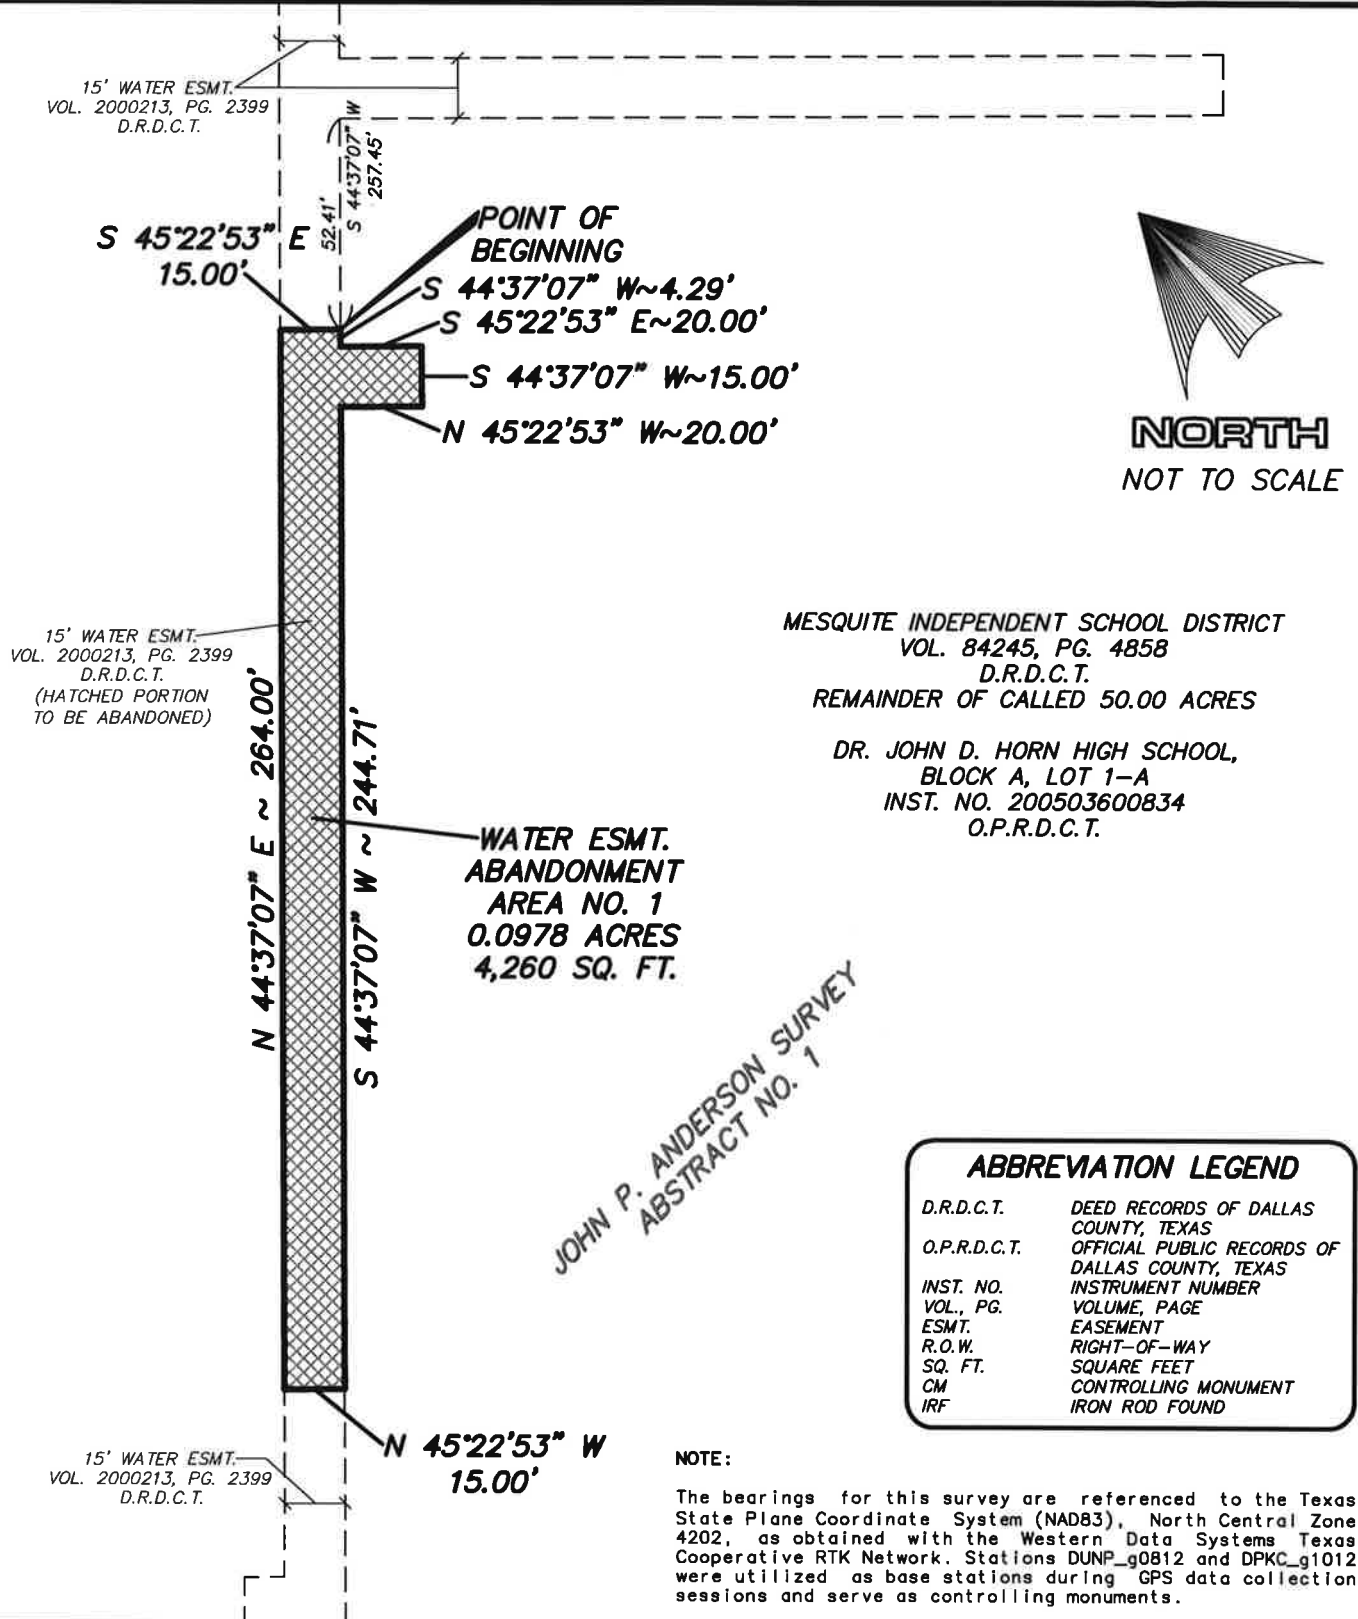 15' WATER ESMT.
VOL. 2000213, PG. 2399
D.R.D.C.T.
52.41'
S 44°37'07" W
257.45'
S 45°22'53" E
15.00'
POINT OF
BEGINNING
S 44°37'07" W~4.29'
S 45°22'53" E~20.00'
S 44°37'07" W~15.00'
N 45°22'53" W~20.00'
NORTH
NOT TO SCALE
15' WATER ESMT.
VOL. 2000213, PG. 2399
D.R.D.C.T.
(HATCHED PORTION
TO BE ABANDONED)
N 44°37'07" E ~ 264.00'
S 44°37'07" W ~ 244.71'
MESQUITE INDEPENDENT SCHOOL DISTRICT
VOL. 84245, PG. 4858
D.R.D.C.T.
REMAINDER OF CALLED 50.00 ACRES
DR. JOHN D. HORN HIGH SCHOOL,
BLOCK A, LOT 1-A
INST. NO. 200503600834
O.P.R.D.C.T.
WATER ESMT.
ABANDONMENT
AREA NO. 1
0.0978 ACRES
4,260 SQ. FT.
JOHN P. ANDERSON SURVEY
ABSTRACT NO. 1
ABBREVIATION LEGEND
D.R.D.C.T. DEED RECORDS OF DALLAS
COUNTY, TEXAS
O.P.R.D.C.T. OFFICIAL PUBLIC RECORDS OF
DALLAS COUNTY, TEXAS
INST. NO. INSTRUMENT NUMBER
VOL., PG. VOLUME, PAGE
ESMT. EASEMENT
R.O.W. RIGHT-OF-WAY
SQ. FT. SQUARE FEET
CM CONTROLLING MONUMENT
IRF IRON ROD FOUND
N 45°22'53" W
15.00'
15' WATER ESMT.
VOL. 2000213, PG. 2399
D.R.D.C.T.
NOTE:
The bearings for this survey are referenced to the Texas
State Plane Coordinate System (NAD83), North Central Zone
4202, as obtained with the Western Data Systems Texas
Cooperative RTK Network. Stations DUNP_g0812 and DPKC_g1012
were utilized as base stations during GPS data collection
sessions and serve as controlling monuments.